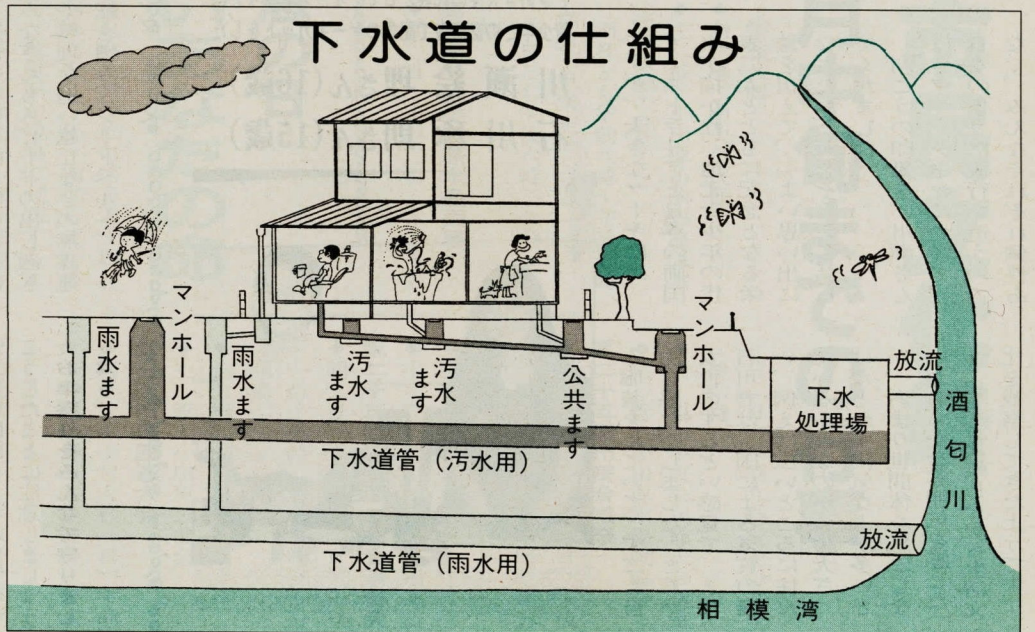 下水道の仕組み
雨水ます
マンホール
雨水ます
汚水
ます
汚水
ます
公共ます
マンホール
下水
処理場
放流
酒匂川
下水道管（汚水用）
下水道管（雨水用）
放流
相模湾